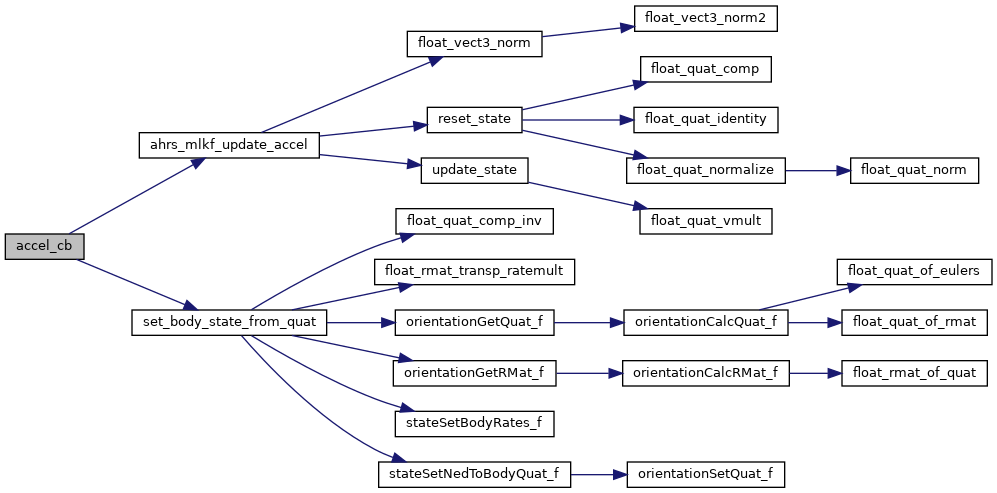 float_vect3_norm2
float_vect3_norm
float_quat_comp
reset_state
float_quat_identity
ahrs_mlkf_update_accel
update_state
float_quat_normalize
float_quat_norm
float_quat_comp_inv
float_quat_vmult
accel_cb
float_rmat_transp_ratemult
float_quat_of_eulers
set_body_state_from_quat
orientationGetQuat_f
orientationCalcQuat_f
float_quat_of_rmat
orientationGetRMat_f
orientationCalcRMat_f
float_rmat_of_quat
stateSetBodyRates_f
stateSetNedToBodyQuat_f
orientationSetQuat_f